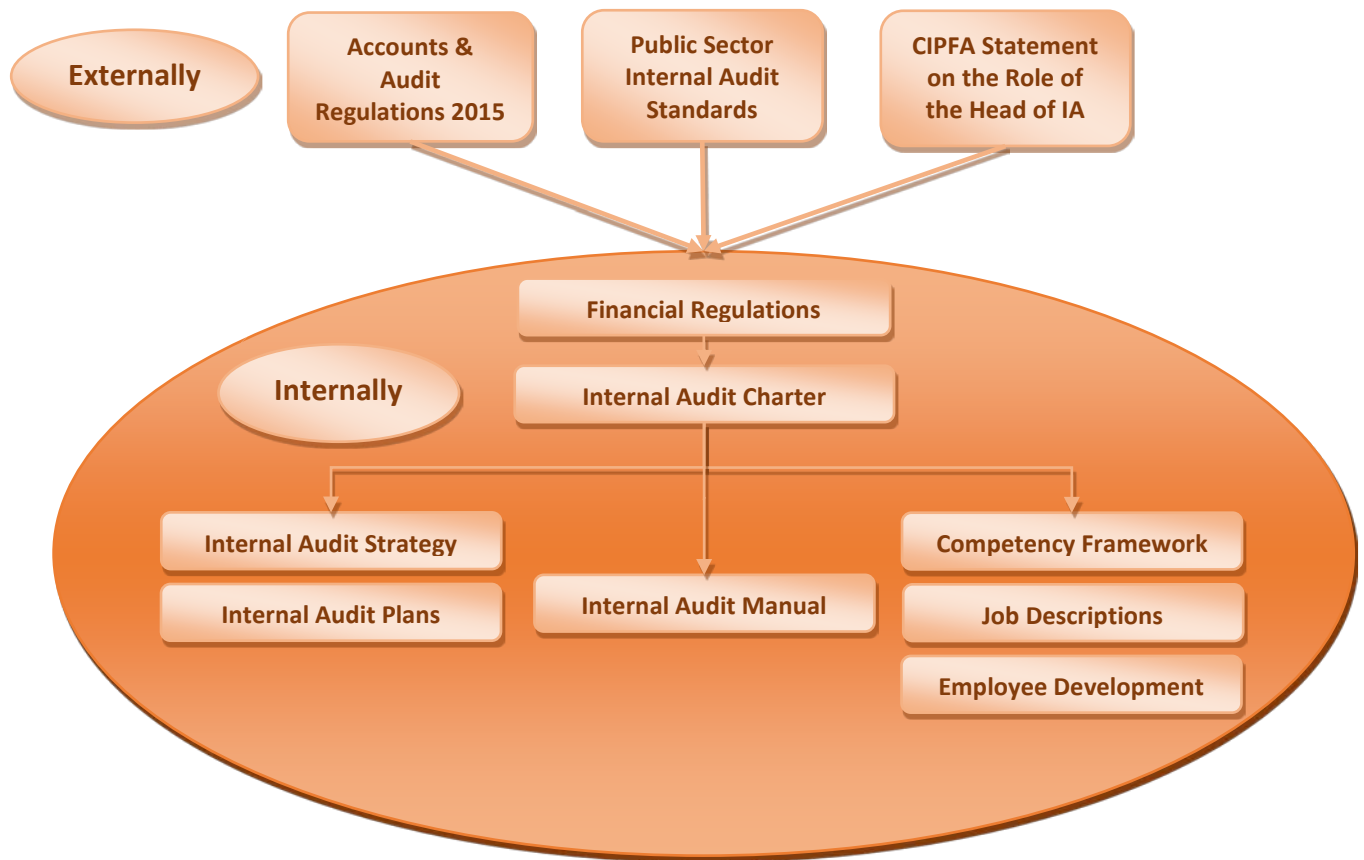 Externally
Accounts &
Audit
Regulations 2015
Public Sector
Internal Audit
Standards
CIPFA Statement
on the Role of
the Head of IA
Financial Regulations
Internally
Internal Audit Charter
Internal Audit Strategy
Internal Audit Plans
Internal Audit Manual
Competency Framework
Job Descriptions
Employee Development